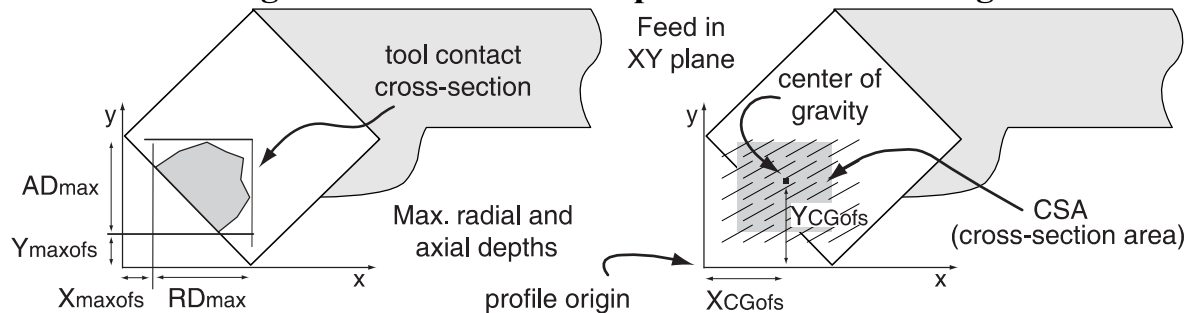 Feed in
XY plane
tool contact
cross-section
y
ADmax
Ymaxofs
x
Xmaxofs
RDmax
Max. radial and
axial depths
profile origin
center of
gravity
y
YCGofs
CSA
(cross-section area)
x
XCGofs